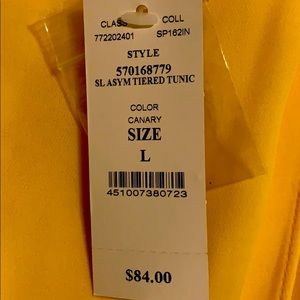 CLASS COLL
772202401 SP162IN
STYLE
570168779
SL ASYM TIERED TUNIC
COLOR
CANARY
SIZE
L
451007380723
$84.00